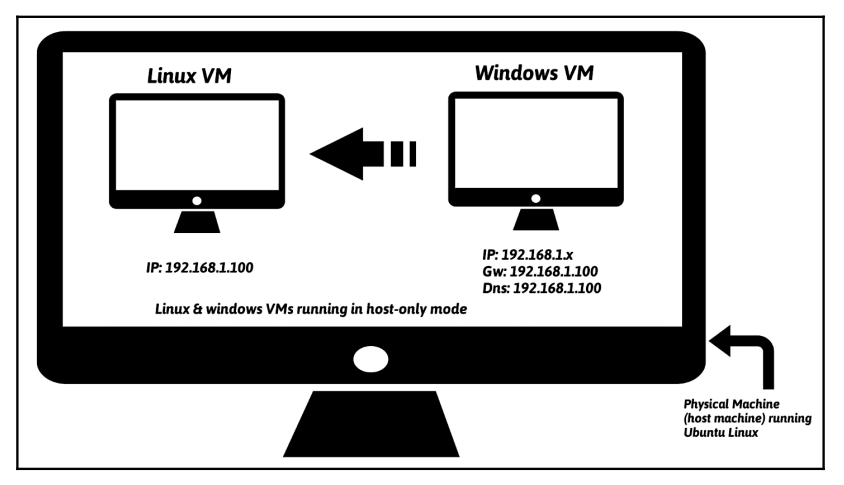 Linux VM
Windows VM
IP: 192.168.1.100
IP: 192.168.1.x
Gw: 192.168.1.100
Dns: 192.168.1.100
Linux & windows VMs running in host-only mode
Physical Machine
(host machine) running
Ubuntu Linux